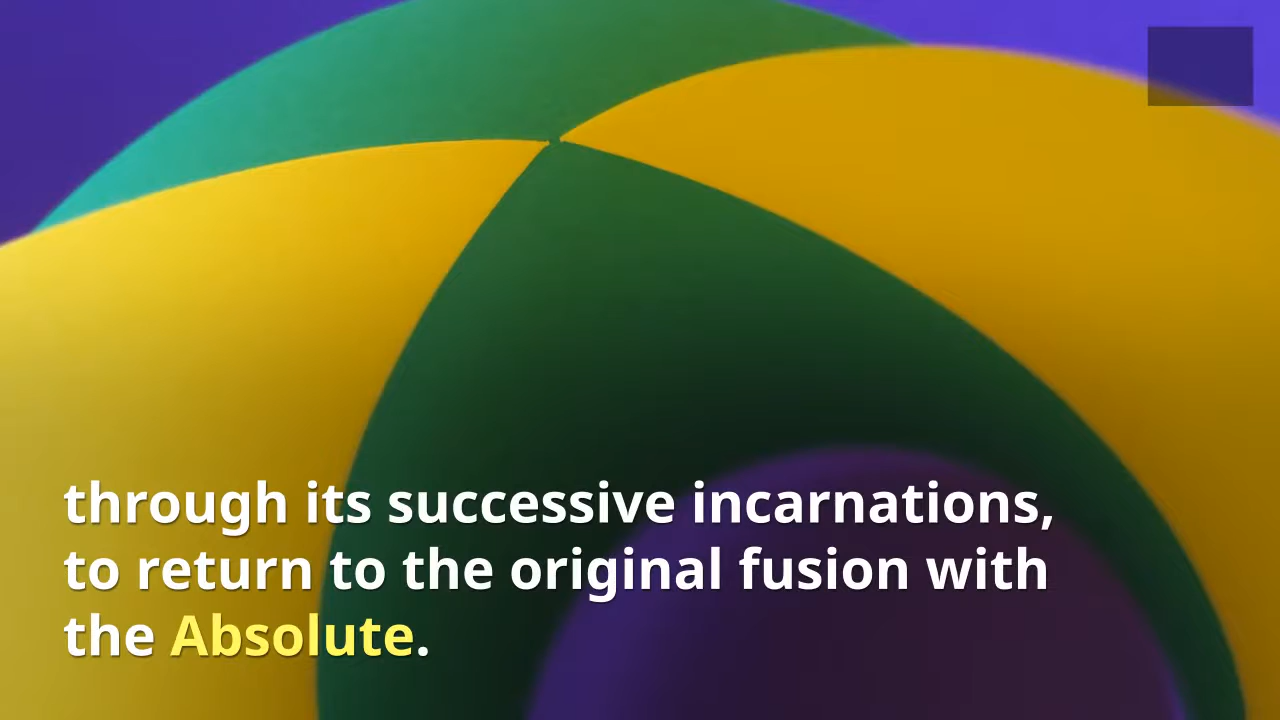 through its successive incarnations,
to return to the original fusion with
the Absolute.